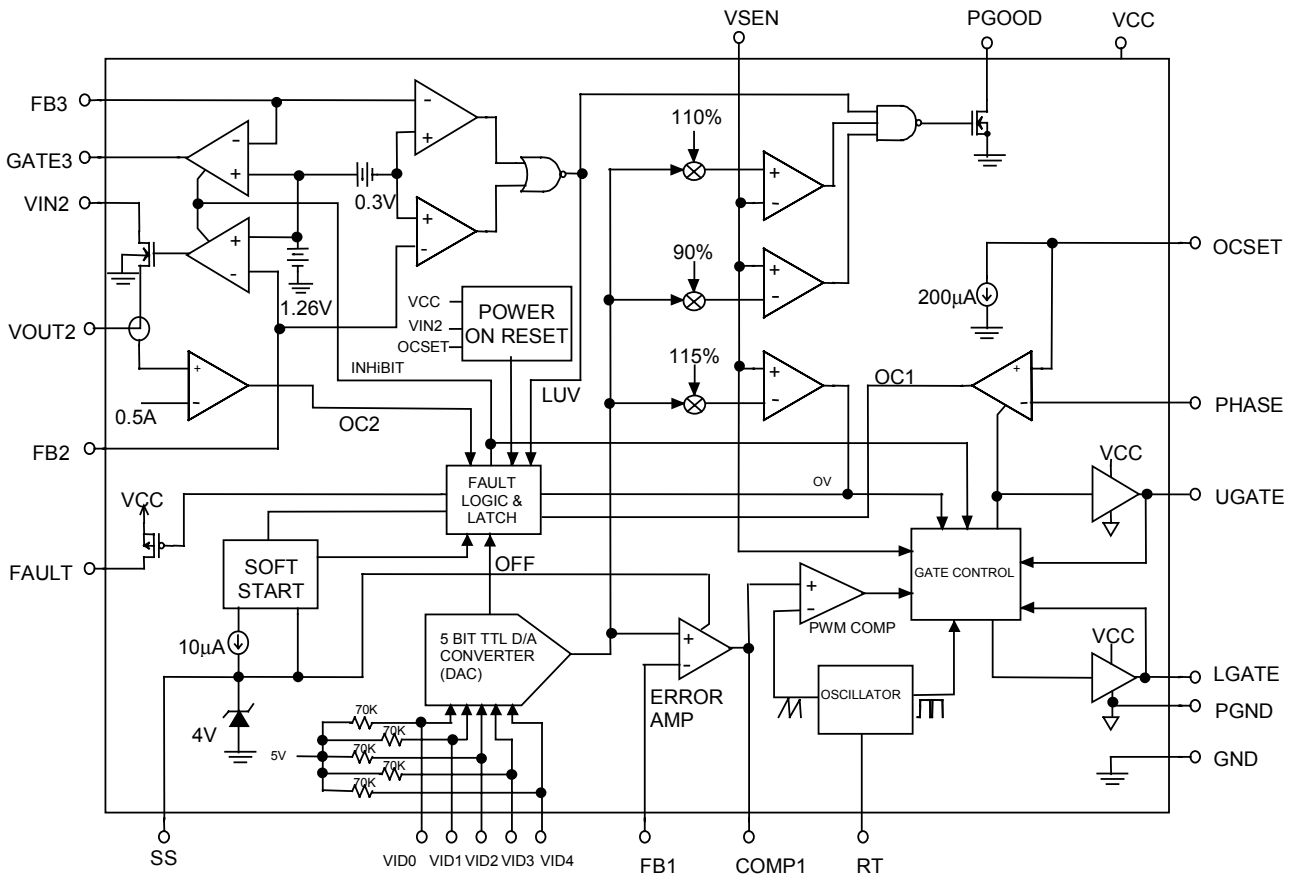 VSEN
PGOOD
VCC
FB3
GATE3
VIN2
VOUT2
FB2
0.3V
1.26V
110%
90%
115%
200µA
OCSET
PHASE
VCC
VIN2
OCSET
POWER
ON RESET
INHiBIT
LUV
OC1
0.5A
OC2
VCC
FAULT
FAULT
LOGIC &
LATCH
OV
VCC
UGATE
SOFT
START
OFF
GATE CONTROL
10µA
5 BIT TTL D/A
CONVERTER
(DAC)
PWM COMP
VCC
LGATE
PGND
GND
ERROR
AMP
OSCILLATOR
4V
5V
70K
70K
70K
70K
70K
SS
VID0
VID1
VID2
VID3
VID4
FB1
COMP1
RT